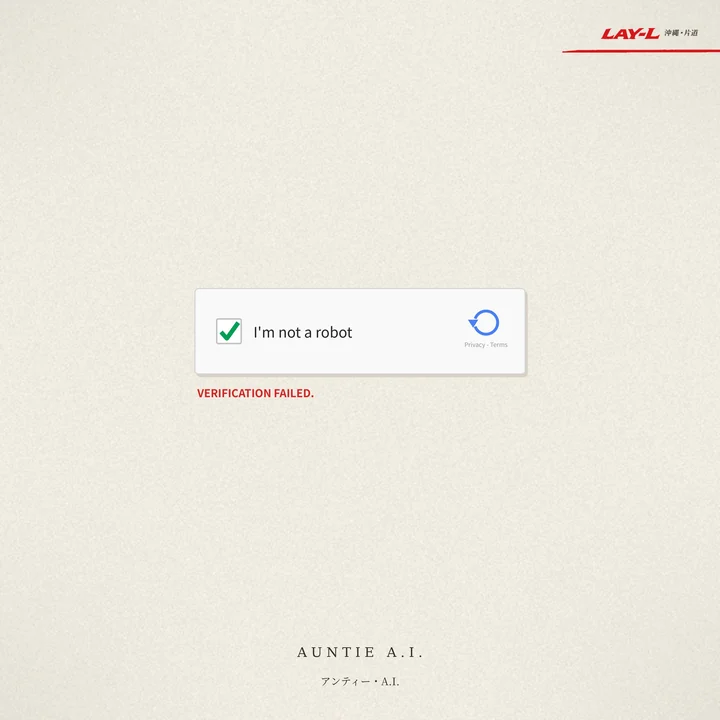 LAY-L 沖縄・片道
I'm not a robot
Privacy - Terms
VERIFICATION FAILED.
AUNTIE A.I.
アンティー・A.I.